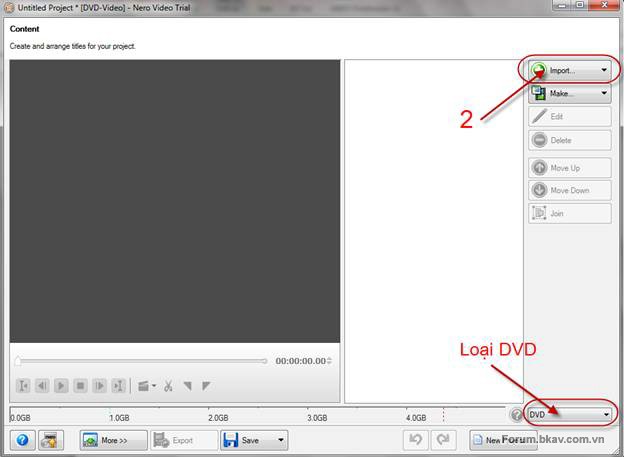 Untitled Project * [DVD-Video] - Nero Video Trial
Content
Create and arrange titles for your project.
Import...
Make...
2
Edit
Delete
Move Up
Move Down
Join
Loại DVD
00:00:00.00
0.0GB
1.0GB
2.0GB
3.0GB
4.0GB
DVD
More >>
Export
Save
New
Forum.bkav.com.vn